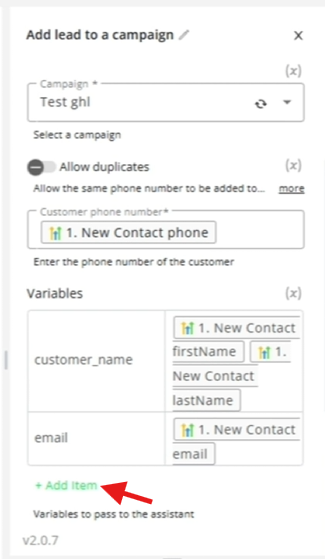 Add lead to a campaign
x
(x)
Campaign *
Test ghl
Select a campaign
Allow duplicates
(x)
Allow the same phone number to be added to... more
Customer phone number*
1. New Contact phone
Enter the phone number of the customer
Variables
(x)
customer_name
1. New Contact
firstName 1.
New Contact
lastName
email
1. New Contact
email
+ Add Item
Variables to pass to the assistant
v2.0.7